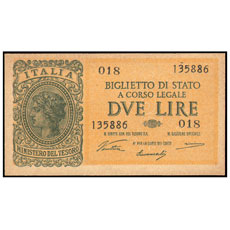 ITALIA
MINISTERO DEL TESORO
018 135886
BIGLIETTO DI STATO
A CORSO LEGALE
DVE LIRE
135886 018